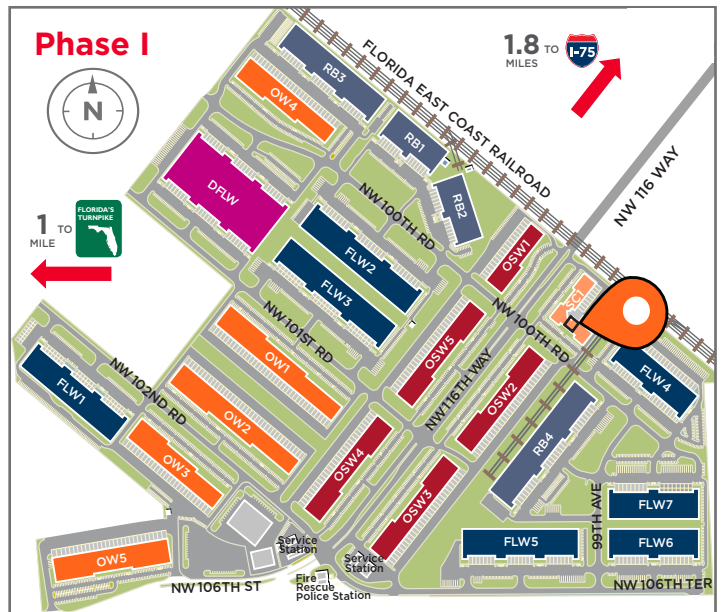 Phase I
N
1.8 TO
MILES
I-75
FLORIDA EAST COAST RAILROAD
NW 116 WAY
RB3
OW4
RB1
RB2
DFLW
NW 100TH RD
1 TO
MILE
FLORIDA'S
TURNPIKE
FLW2
FLW3
OSW1
SC1
NW 100TH RD
NW 101ST RD
OW1
OSW5
NW 116TH WAY
OSW2
FLW4
FLW1
NW 102ND RD
OW2
OW3
OSW4
OSW3
RB4
99TH AVE
FLW7
FLW5
FLW6
OW5
Service
Station
Service
Station
NW 106TH ST
Fire
Rescue
Police Station
NW 106TH TER